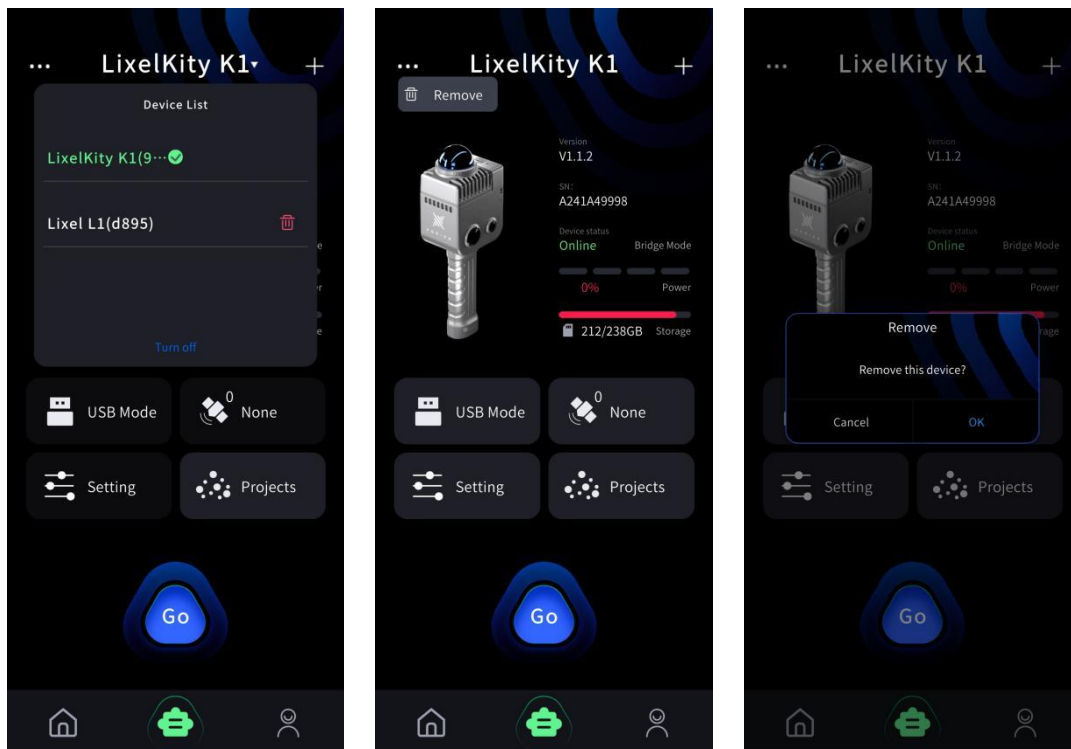 ... LixelKity K1▾ +
Device List
LixelKity K1(9…
Lixel L1(d895)
e
r
e
Turn off
USB Mode
0
None
Setting
Projects
Go
... LixelKity K1 +
Remove
Version
V1.1.2
SN:
A241A49998
Device status
Online Bridge Mode
0% Power
212/238GB Storage
USB Mode
0
None
Setting
Projects
Go
... LixelKity K1 +
Version
V1.1.2
SN:
A241A49998
Device status
Online Bridge Mode
0% Power
rage
Remove
Remove this device?
Cancel OK
Setting
Projects
Go